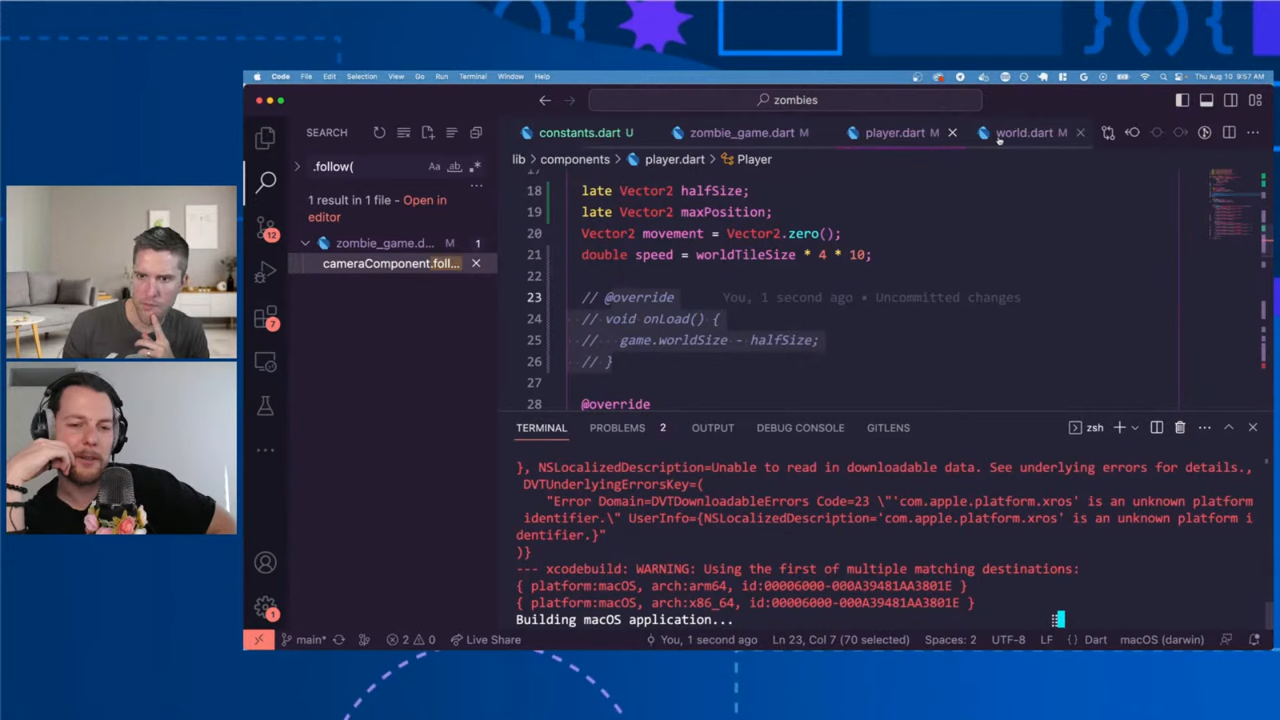 Code File Edit Selection View Go Run Terminal Window Help Thu Aug 10 9:57 AM
zombies
SEARCH
constants.dart U zombie_game.dart M player.dart M world.dart M
lib components player.dart Player
.follow( Aa ab
1 result in 1 file - Open in
editor
zombie_game.d... M 1
cameraComponent.foll...
17
18 late Vector2 halfSize;
19 late Vector2 maxPosition;
20 Vector2 movement = Vector2.zero();
21 double speed = worldTileSize * 4 * 10;
22
23 // @override You, 1 second ago • Uncommitted changes
24 // void onLoad() {
25 // game.worldSize - halfSize;
26 // }
27
28 @override
12
7
1
TERMINAL PROBLEMS 2 OUTPUT DEBUG CONSOLE GITLENS zsh
}, NSLocalizedDescription=Unable to read in downloadable data. See underlying errors for details.,
DVTUnderlyingErrorsKey=(
"Error Domain=DVTDownloadableErrors Code=23 \"'com.apple.platform.xros' is an unknown platform
identifier.\" UserInfo={NSLocalizedDescription='com.apple.platform.xros' is an unknown platform i
dentifier.}"
)}
--- xcodebuild: WARNING: Using the first of multiple matching destinations:
{ platform:macOS, arch:arm64, id:00006000-000A39481AA3801E }
{ platform:macOS, arch:x86_64, id:00006000-000A39481AA3801E }
Building macOS application...
main* 2 0 Live Share You, 1 second ago Ln 23, Col 7 (70 selected) Spaces: 2 UTF-8 LF { } Dart macOS (darwin)